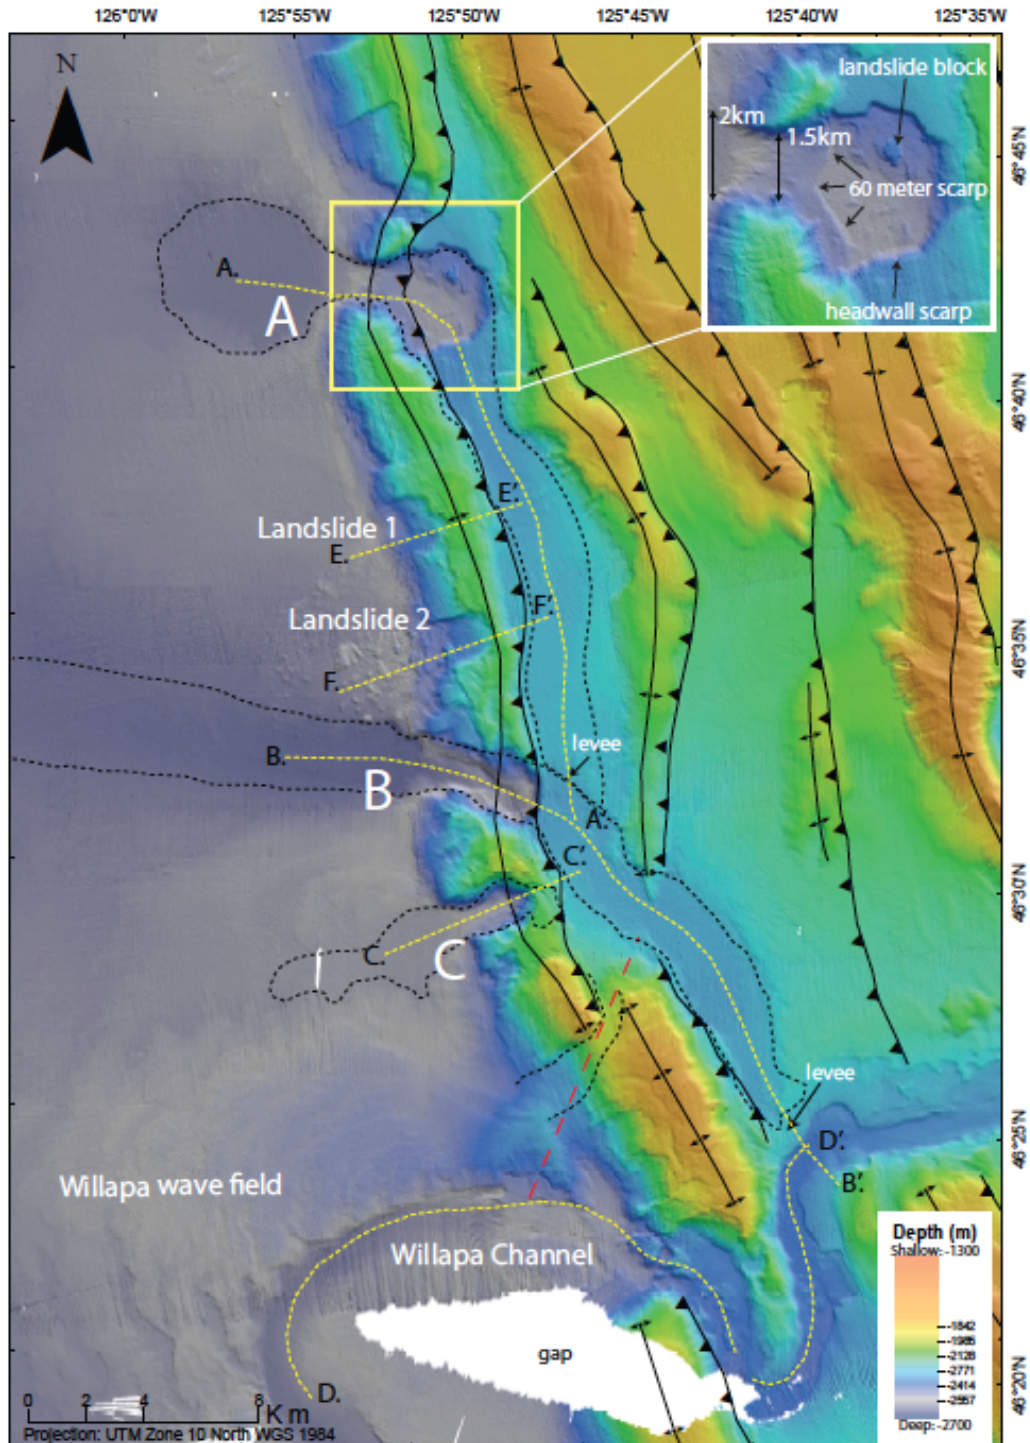 126°0'W 125°55'W 125°50'W 125°45'W 125°40'W 125°35'W
N
landslide block
2km
1.5km
60 meter scarp
headwall scarp
46°45'N
A.
A
46°40'N
E'.
Landslide 1
E.
F'.
Landslide 2
46°35'N
F.
levee
B.
B
A'.
C'.
46°30'N
C.
C
levee
D'.
46°25'N
B'.
Willapa wave field
Willapa Channel
Depth (m)
Shallow: -1300
-1842
-1985
-2128
-2771
-2414
-2557
Deep: -2700
gap
46°20'N
D.
0 2 4 8
Km
Projection: UTM Zone 10 North WGS 1984